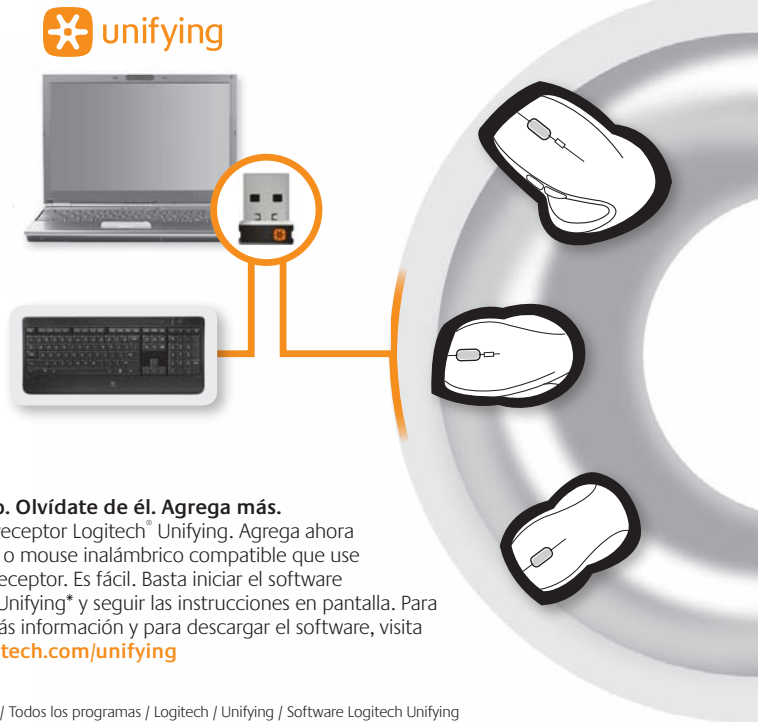 unifying
o. Olvídate de él. Agrega más.
receptor Logitech® Unifying. Agrega ahora
o mouse inalámbrico compatible que use
receptor. Es fácil. Basta iniciar el software
Unifying* y seguir las instrucciones en pantalla. Para
ás información y para descargar el software, visita
tech.com/unifying
/ Todos los programas / Logitech / Unifying / Software Logitech Unifying